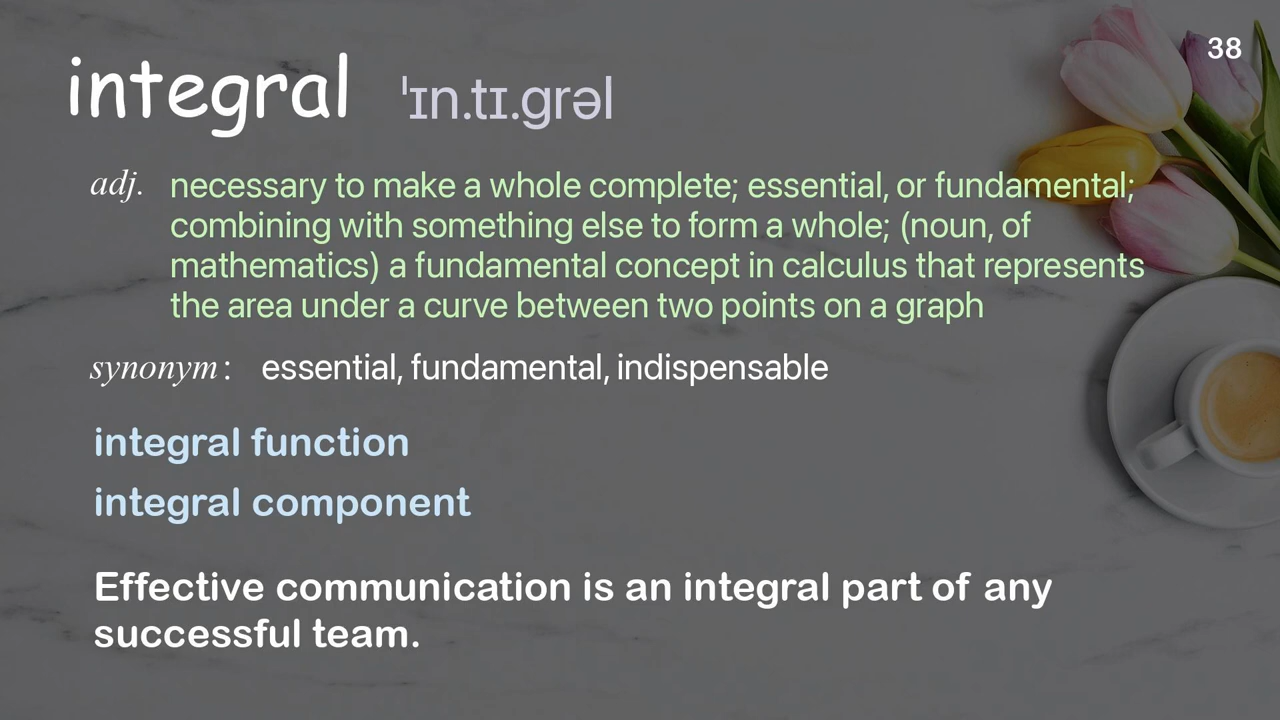 38
integral ˈɪn.tɪ.ɡrəl
adj. necessary to make a whole complete; essential, or fundamental;
combining with something else to form a whole; (noun, of
mathematics) a fundamental concept in calculus that represents
the area under a curve between two points on a graph
synonym: essential, fundamental, indispensable
integral function
integral component
Effective communication is an integral part of any
successful team.